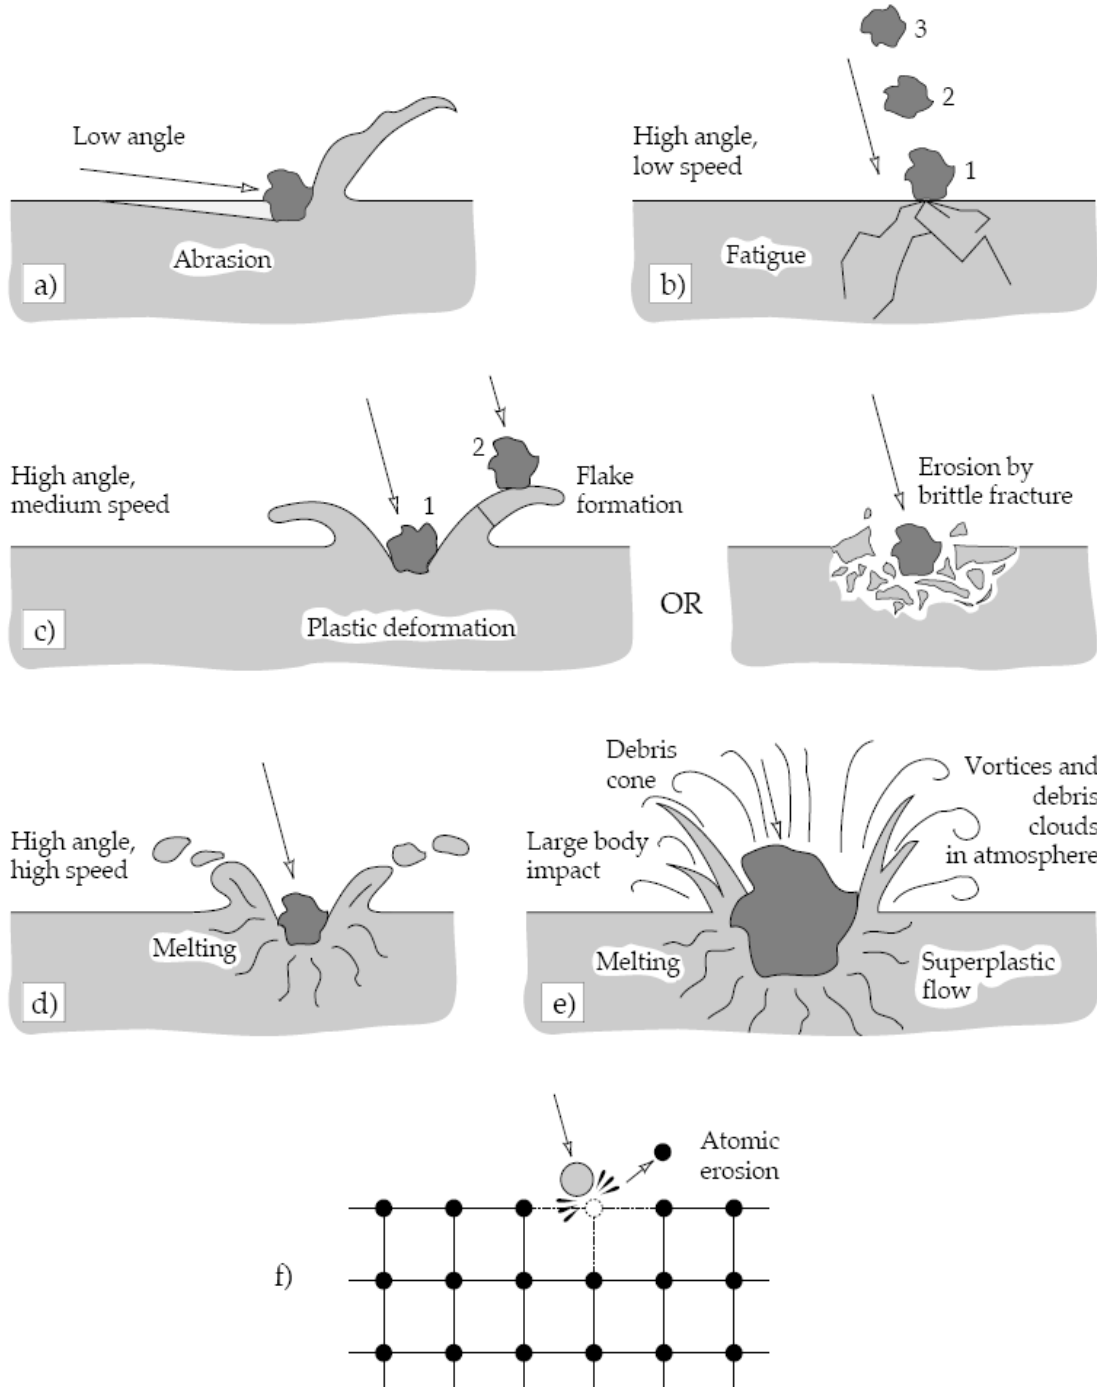 Low angle
Abrasion
a)
3
2
1
High angle,
low speed
Fatigue
b)
High angle,
medium speed
1
2
Flake
formation
Plastic deformation
c)
OR
Erosion by
brittle fracture
High angle,
high speed
Melting
d)
Debris
cone
Large body
impact
Vortices and
debris
clouds
in atmosphere
Melting
Superplastic
flow
e)
Atomic
erosion
f)